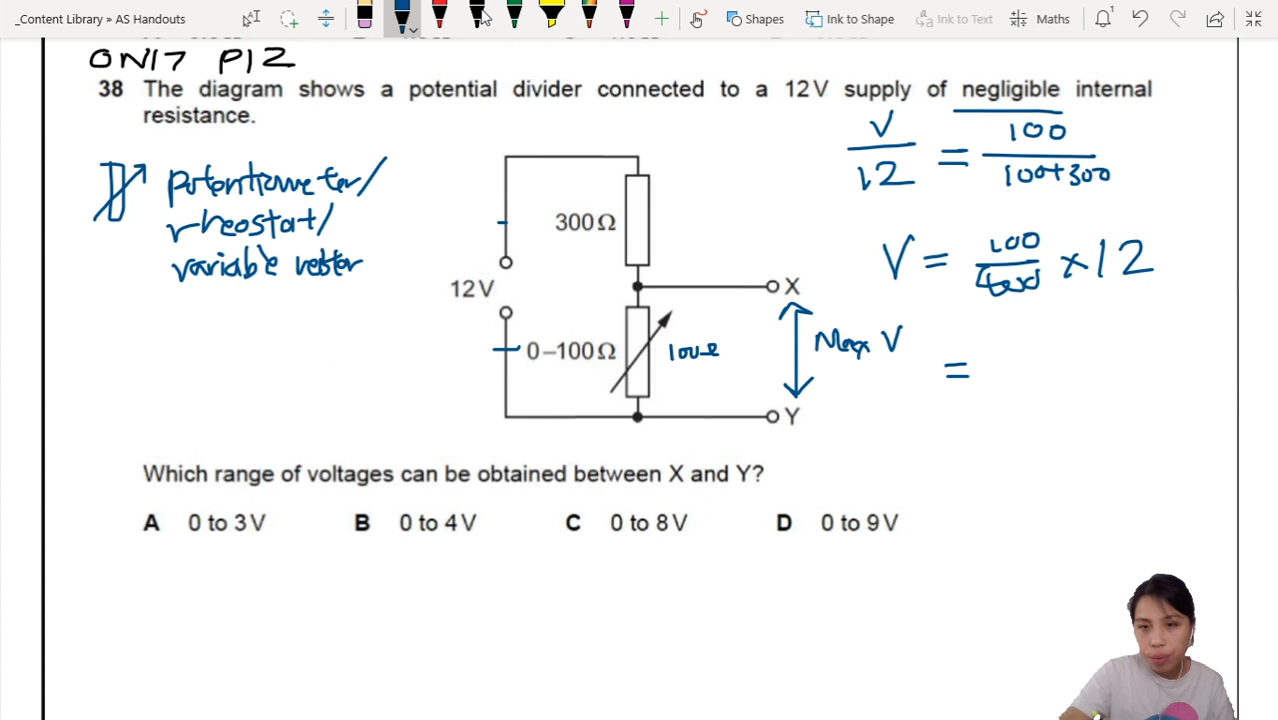 _Content Library » AS Handouts
Shapes
Ink to Shape
Ink to Text
Maths
1
ON17 P12
38 The diagram shows a potential divider connected to a 12 V supply of negligible internal
resistance.
potentiometer/
rheostat/
variable
300 Ω
12 V
0–100 Ω
X
Y
Max V
V/12 = 100/(100+300)
V = 100/400 × 12
=
Which range of voltages can be obtained between X and Y?
A 0 to 3 V B 0 to 4 V C 0 to 8 V D 0 to 9 V